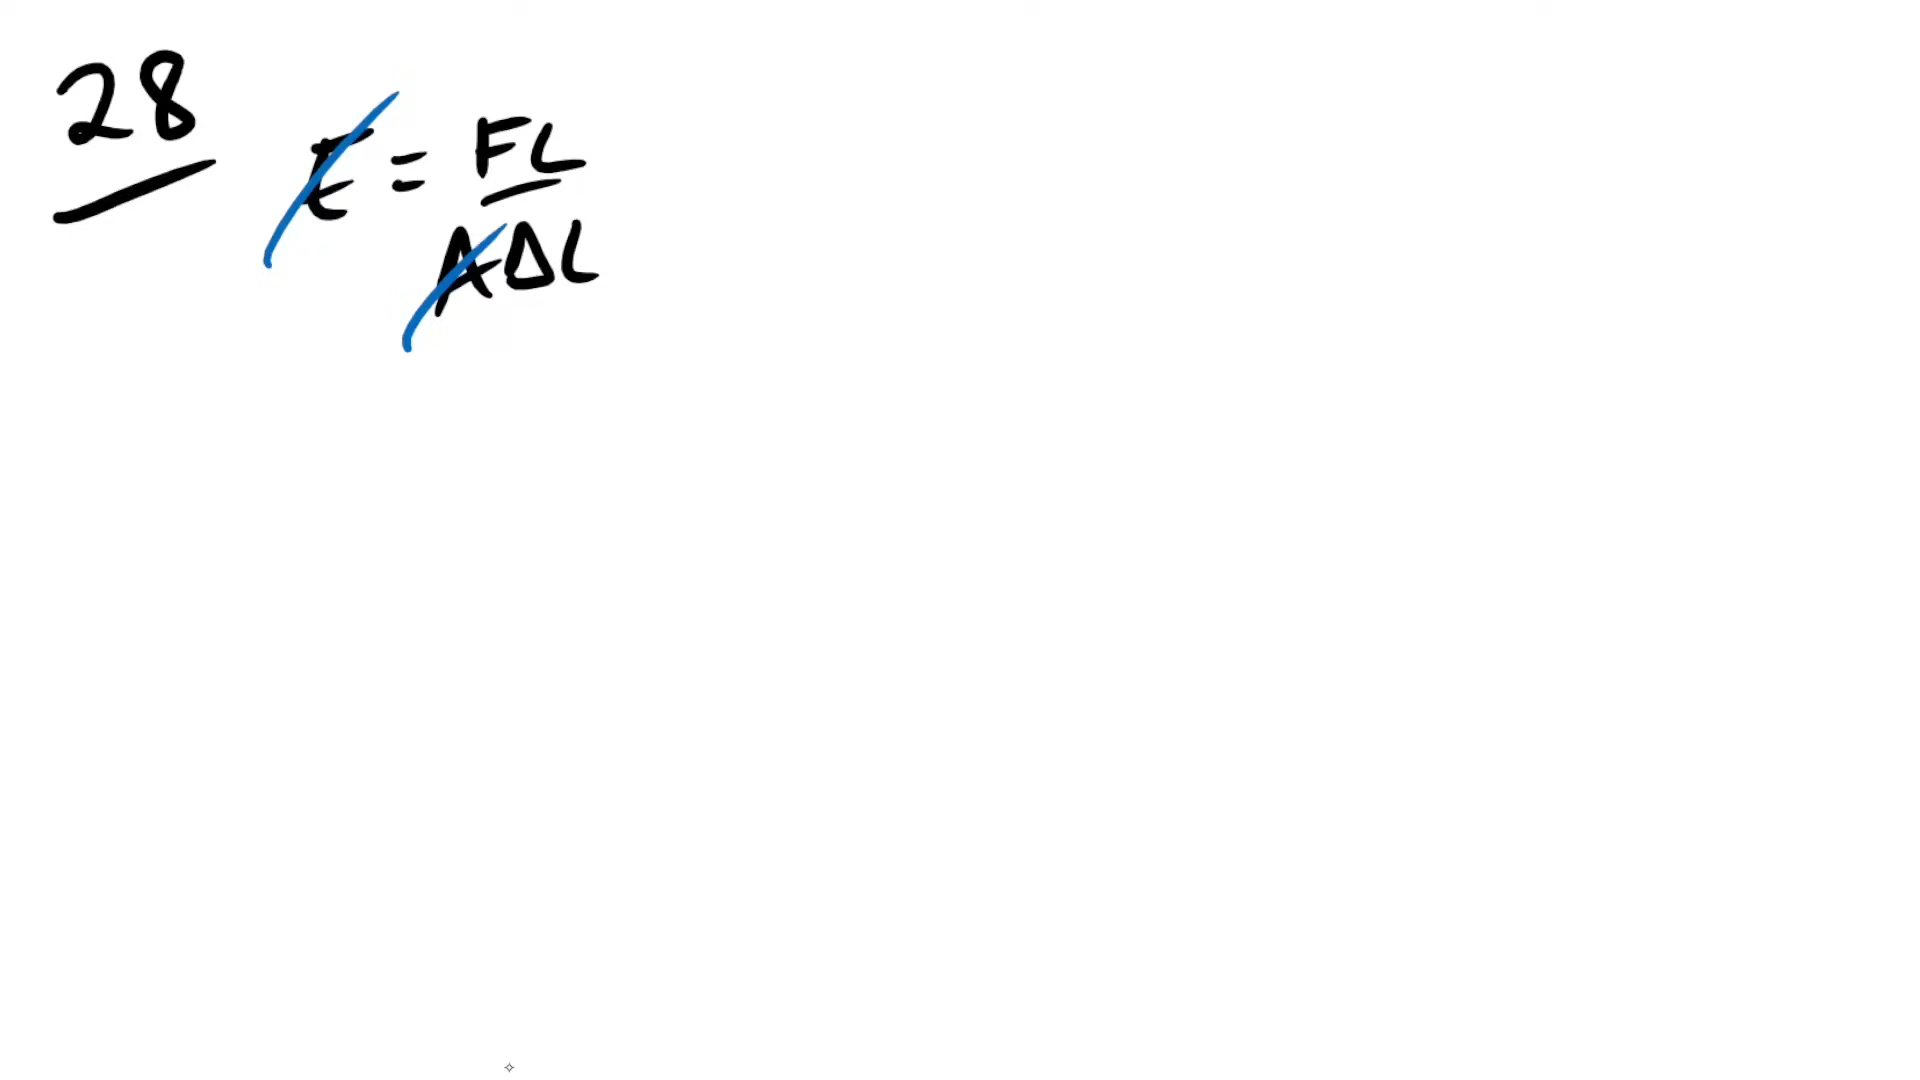 28
E = FL
AΔL